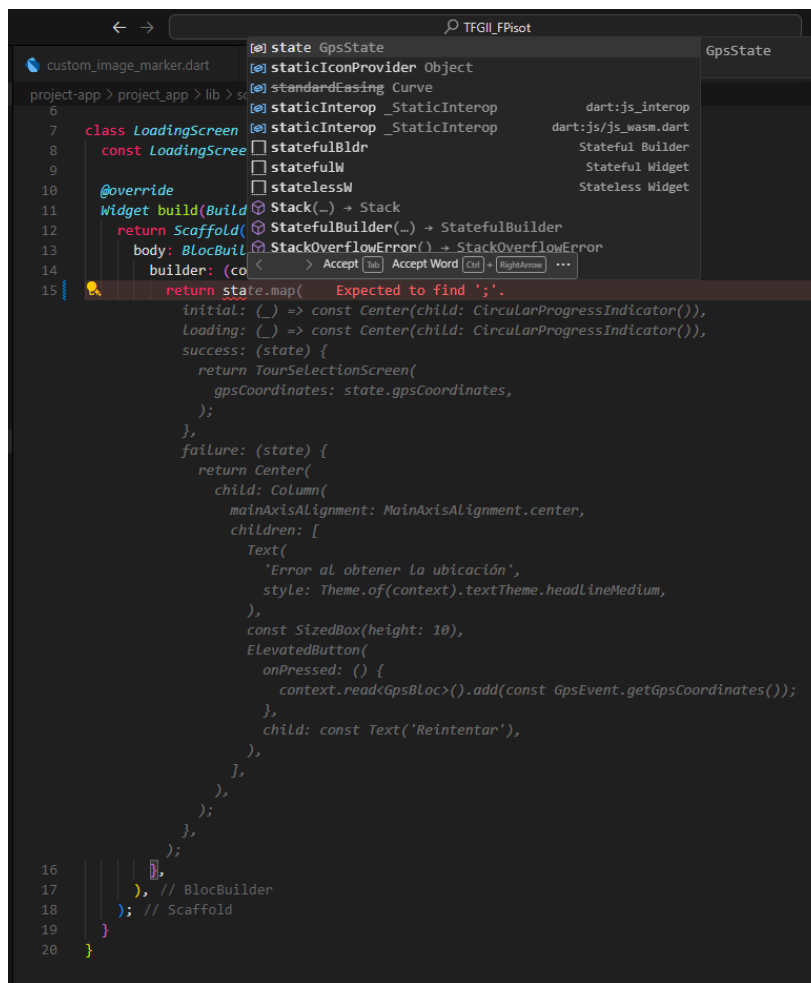 TFGII_FPisot
custom_image_marker.dart
project-app > project_app > lib > sc
state GpsState
GpsState
staticIconProvider Object
standardEasing Curve
staticInterop _StaticInterop dart:js_interop
staticInterop _StaticInterop dart:js/js_wasm.dart
statefulBldr Stateful Builder
statefulW Stateful Widget
statelessW Stateless Widget
Stack(…) → Stack
StatefulBuilder(…) → StatefulBuilder
StackOverflowError() → StackOverflowError
< > Accept Tab Accept Word Ctrl + RightArrow ···
6
7 class LoadingScreen
8 const LoadingScree
9
10 @override
11 Widget build(Build
12 return Scaffold(
13 body: BlocBuil
14 builder: (co
15 return state.map( Expected to find ';'.
initial: (_) => const Center(child: CircularProgressIndicator()),
loading: (_) => const Center(child: CircularProgressIndicator()),
success: (state) {
return TourSelectionScreen(
gpsCoordinates: state.gpsCoordinates,
);
},
failure: (state) {
return Center(
child: Column(
mainAxisAlignment: MainAxisAlignment.center,
children: [
Text(
'Error al obtener la ubicación',
style: Theme.of(context).textTheme.headlineMedium,
),
const SizedBox(height: 10),
ElevatedButton(
onPressed: () {
context.read<GpsBloc>().add(const GpsEvent.getGpsCoordinates());
},
child: const Text('Reintentar'),
),
],
),
);
},
);
16 },
17 ), // BlocBuilder
18 ); // Scaffold
19 }
20 }